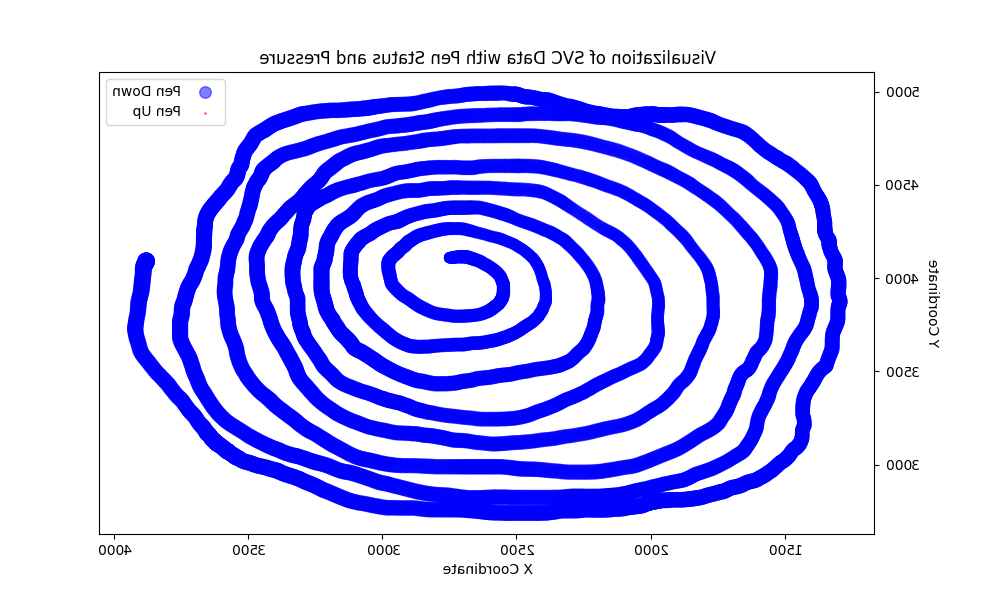 Visualization of SVC Data with Pen Status and Pressure
Pen Down
Pen Up
5000
4500
4000
3500
3000
Y Coordinate
4000
3500
3000
2500
2000
1500
X Coordinate